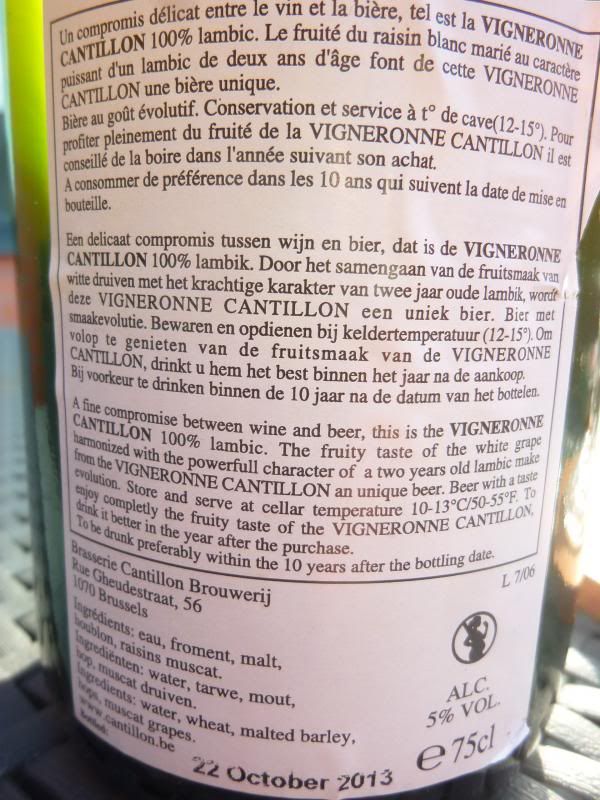 Un compromis délicat entre le vin et la bière, tel est la VIGNERONNE
CANTILLON 100% lambic. Le fruité du raisin blanc marié au caractère
puissant d'un lambic de deux ans d'âge font de cette VIGNERONNE
CANTILLON une bière unique.
Bière au goût évolutif. Conservation et service à t° de cave(12-15°). Pour
profiter pleinement du fruité de la VIGNERONNE CANTILLON il est
conseillé de la boire dans l'année suivant son achat.
A consommer de préférence dans les 10 ans qui suivent la date de mise en
bouteille.
Een delicaat compromis tussen wijn en bier, dat is de VIGNERONNE
CANTILLON 100% lambik. Door het samengaan van de fruitsmaak van
witte druiven met het krachtige karakter van twee jaar oude lambik, wordt
deze VIGNERONNE CANTILLON een uniek bier. Bier met
smaakevolutie. Bewaren en opdienen bij keldertemperatuur (12-15°). Om
volop te genieten van de fruitsmaak van de VIGNERONNE
CANTILLON, drinkt u hem het best binnen het jaar na de aankoop.
Bij voorkeur te drinken binnen de 10 jaar na de datum van het bottelen.
A fine compromise between wine and beer, this is the VIGNERONNE
CANTILLON 100% lambic. The fruity taste of the white grape
harmonized with the powerfull character of a two years old lambic make
from the VIGNERONNE CANTILLON an unique beer. Beer with a taste
evolution. Store and serve at cellar temperature 10-13°C/50-55°F. To
enjoy completly the fruity taste of the VIGNERONNE CANTILLON,
drink it better in the year after the purchase.
To be drunk preferably within the 10 years after the bottling date.
L 7/06
Brasserie Cantillon Brouwerij
Rue Gheudestraat, 56
1070 Brussels
Ingrédients: eau, froment, malt,
houblon, raisins muscat.
Ingrediënten: water, tarwe, mout,
hop, muscat druiven.
Ingredients: water, wheat, malted barley,
hops, muscat grapes.
www.cantillon.be
Bottled:
22 October 2013
ALC.
5% VOL.
e 75cl